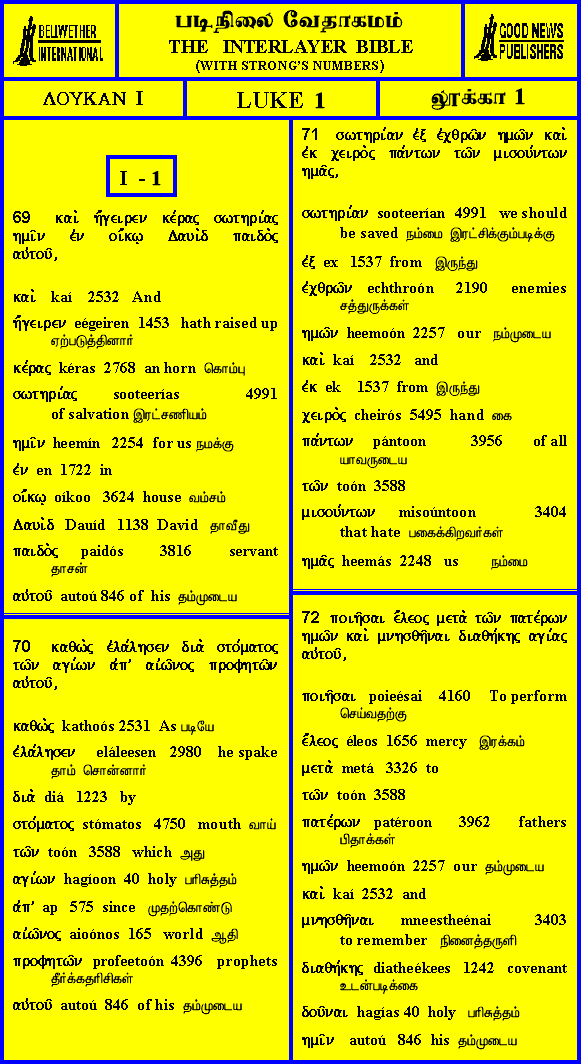 BELLWETHER
INTERNATIONAL
படிநிலை வேதாகமம்
THE INTERLAYER BIBLE
(WITH STRONG'S NUMBERS)
GOOD NEWS
PUBLISHERS
ΛΟΥΚΑΝ Ι
LUKE 1
லூக்கா 1
I - 1
69 καὶ ἤγειρεν κέρας σωτηρίας
ημῖν ἐν οἴκῳ Δαυὶδ παιδὸς
αὐτοῦ,
καὶ kaí 2532 And
ἤγειρεν eégeiren 1453 hath raised up
ஏற்படுத்தினார்
κέρας kéras 2768 an horn கொம்பு
σωτηρίας sooteerías 4991
of salvation இரட்சணியம்
ημῖν heemín 2254 for us நமக்கு
ἐν en 1722 in
οἴκῳ oíkoo 3624 house வம்சம்
Δαυὶδ Dauíd 1138 David தாவீது
παιδὸς paidós 3816 servant
தாசன்
αὐτοῦ autoú 846 of his தம்முடைய
70 καθὼς ἐλάλησεν διὰ στόματος
τῶν αγίων ἀπ' αἰῶνος προφητῶν
αὐτοῦ,
καθὼς kathoós 2531 As படியே
ἐλάλησεν eláleesen 2980 he spake
தாம் சொன்னார்
διὰ diá 1223 by
στόματος stómatos 4750 mouth வாய்
τῶν toón 3588 which அது
αγίων hagíoon 40 holy பரிசுத்தம்
ἀπ' ap 575 since முதற்கொண்டு
αἰῶνος aioónos 165 world ஆதி
προφητῶν profeetoón 4396 prophets
தீர்க்கதரிசிகள்
αὐτοῦ autoú 846 of his தம்முடைய
71 σωτηρίαν ἐξ ἐχθρῶν ημῶν καὶ
ἐκ χειρὸς πάντων τῶν μισούντων
ημᾶς,
σωτηρίαν sooteerían 4991 we should
be saved நம்மை இரட்சிக்கும்படிக்கு
ἐξ ex 1537 from இருந்து
ἐχθρῶν echthroón 2190 enemies
சத்துருக்கள்
ημῶν heemoón 2257 our நம்முடைய
καὶ kaí 2532 and
ἐκ ek 1537 from இருந்து
χειρὸς cheirós 5495 hand கை
πάντων pántoon 3956 of all
யாவருடைய
τῶν toón 3588
μισούντων misoúntoon 3404
that hate பகைக்கிறவர்கள்
ημᾶς heemás 2248 us நம்மை
72 ποιῆσαι ἔλεος μετὰ τῶν πατέρων
ημῶν καὶ μνησθῆναι διαθήκης αγίας
αὐτοῦ,
ποιῆσαι poieésai 4160 To perform
செய்வதற்கு
ἔλεος éleos 1656 mercy இரக்கம்
μετὰ metá 3326 to
τῶν toón 3588
πατέρων patéroon 3962 fathers
பிதாக்கள்
ημῶν heemoón 2257 our தம்முடைய
καὶ kaí 2532 and
μνησθῆναι mneestheénai 3403
to remember நினைத்தருளி
διαθήκης diatheékees 1242 covenant
உடன்படிக்கை
δοῦναι hagías 40 holy பரிசுத்தம்
ημῖν autoú 846 his தம்முடைய